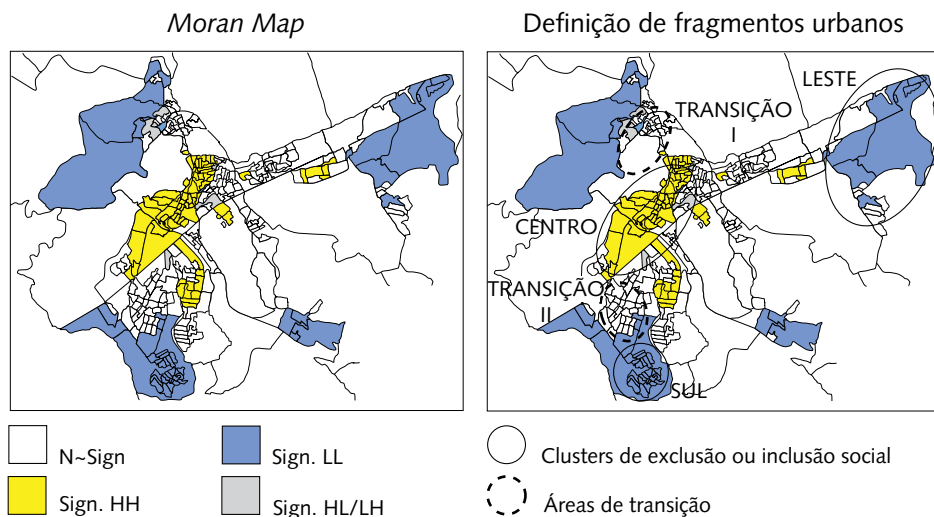 Moran Map
Definição de fragmentos urbanos
LESTE
TRANSIÇÃO
I
CENTRO
TRANSIÇÃO
II
SUL
N~Sign
Sign. LL
Clusters de exclusão ou inclusão social
Sign. HH
Sign. HL/LH
Áreas de transição